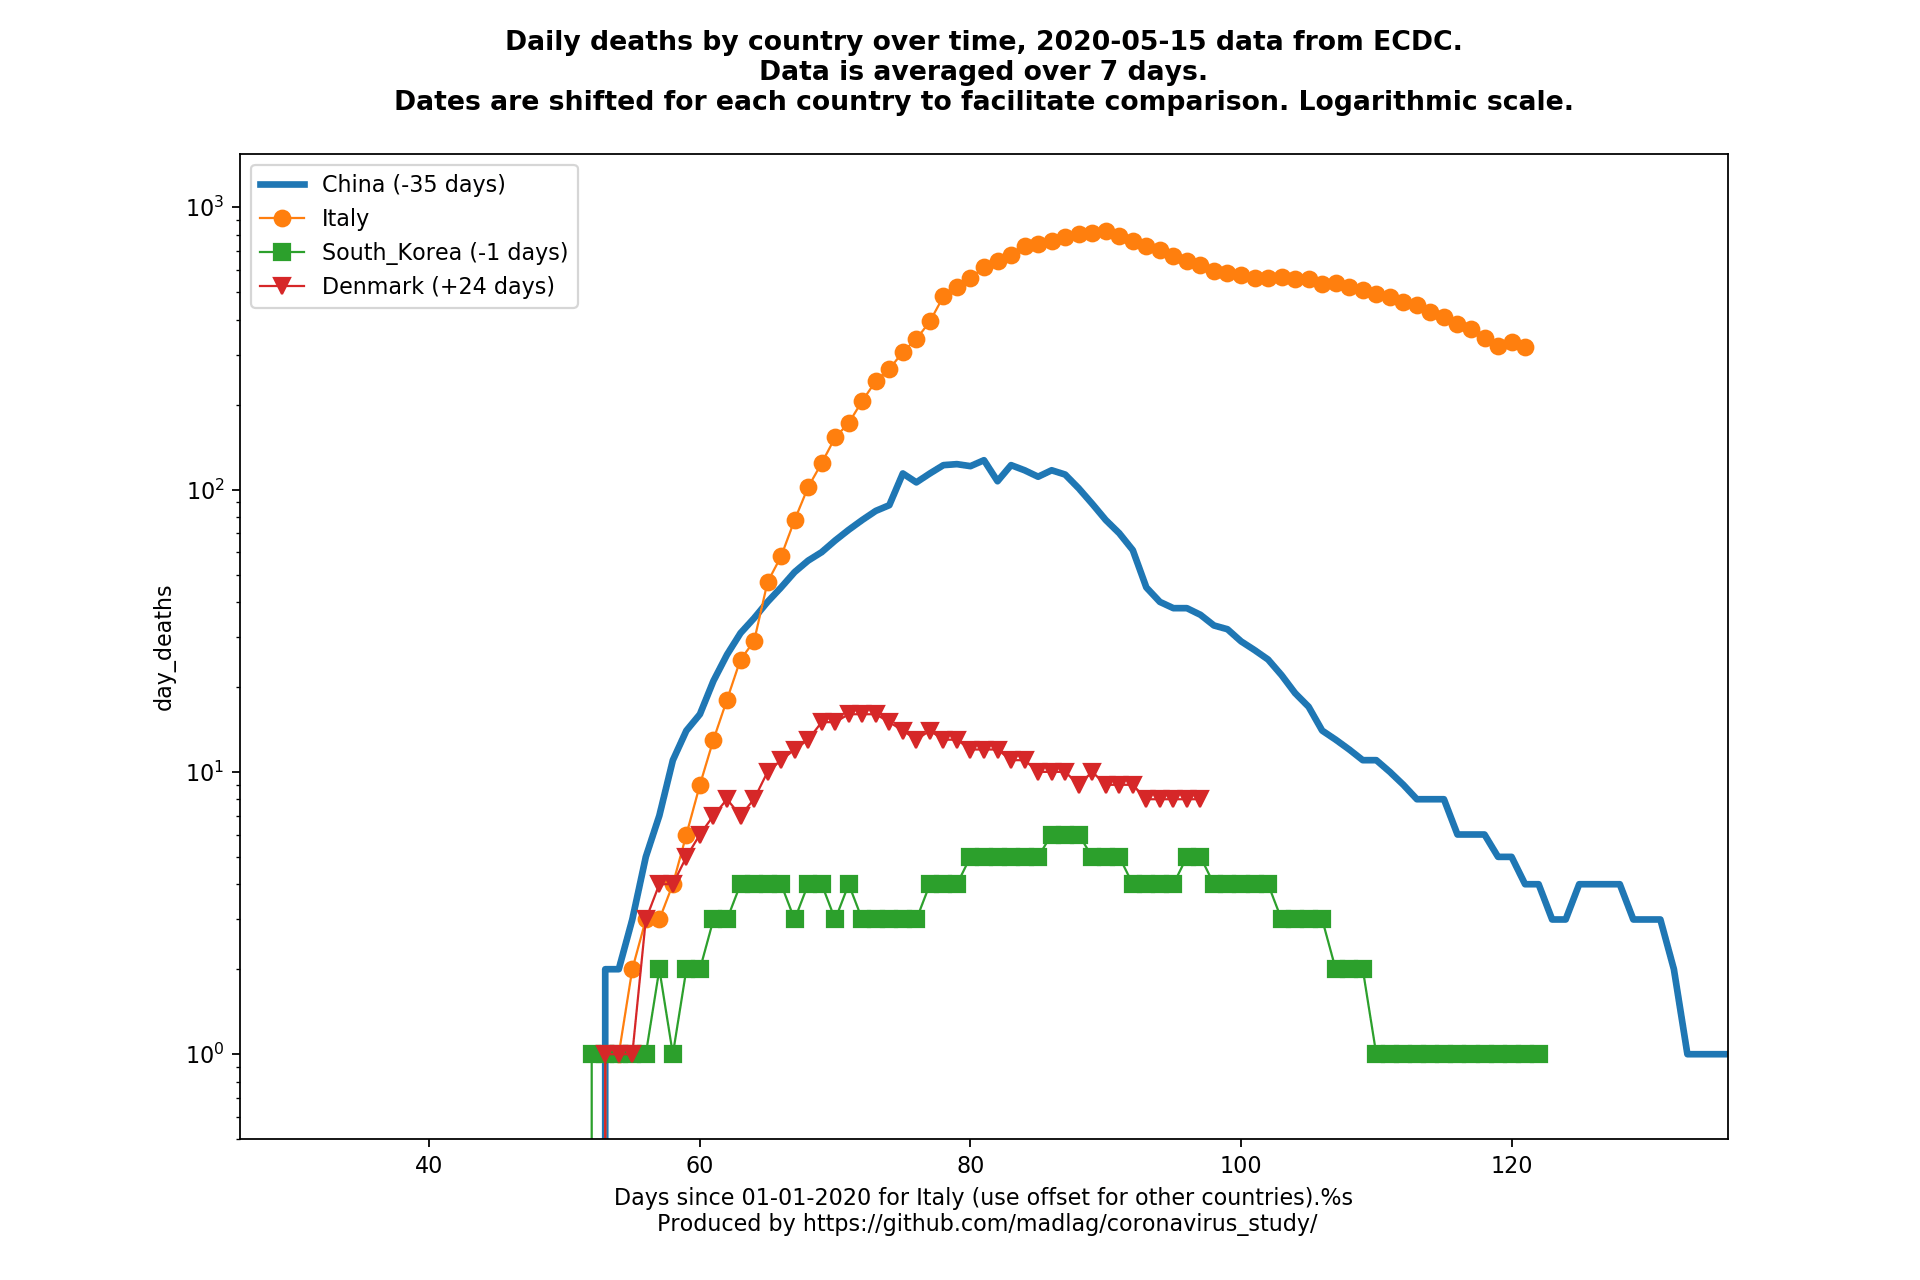 Daily deaths by country over time, 2020-05-15 data from ECDC.
Data is averaged over 7 days.
Dates are shifted for each country to facilitate comparison. Logarithmic scale.
China (-35 days)
Italy
South_Korea (-1 days)
Denmark (+24 days)
10³
10²
10¹
10⁰
day_deaths
40 60 80 100 120
Days since 01-01-2020 for Italy (use offset for other countries).%s
Produced by https://github.com/madlag/coronavirus_study/